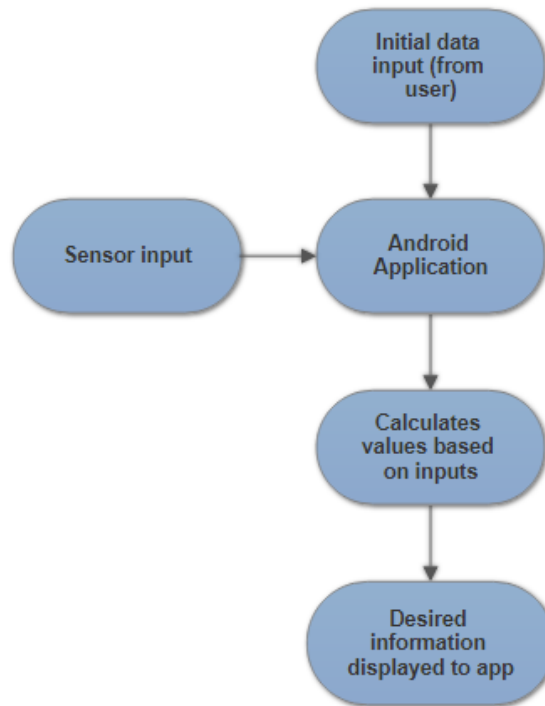 Initial data
input (from
user)
Sensor input
Android
Application
Calculates
values based
on inputs
Desired
information
displayed to app